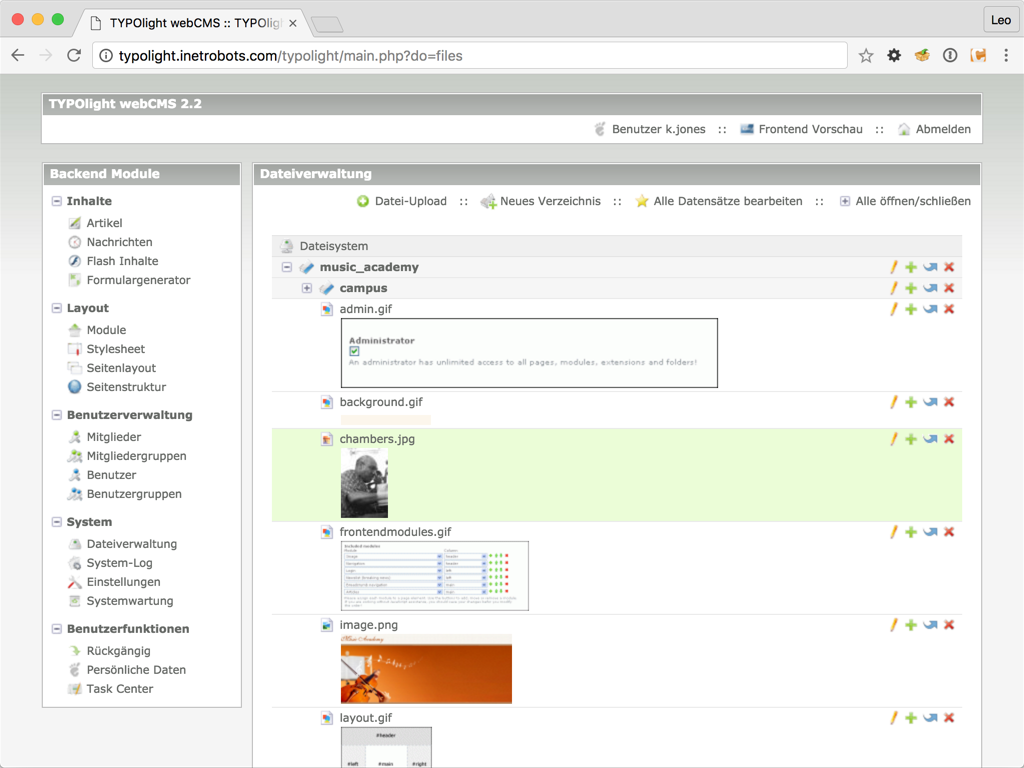 TYPOlight webCMS :: TYPOlig
Leo
typolight.inetrobots.com/typolight/main.php?do=files
TYPOlight webCMS 2.2
Benutzer k.jones :: Frontend Vorschau :: Abmelden
Backend Module
Inhalte
Artikel
Nachrichten
Flash Inhalte
Formulargenerator
Layout
Module
Stylesheet
Seitenlayout
Seitenstruktur
Benutzerverwaltung
Mitglieder
Mitgliedergruppen
Benutzer
Benutzergruppen
System
Dateiverwaltung
System-Log
Einstellungen
Systemwartung
Benutzerfunktionen
Rückgängig
Persönliche Daten
Task Center
Dateiverwaltung
Datei-Upload :: Neues Verzeichnis :: Alle Datensätze bearbeiten :: Alle öffnen/schließen
Dateisystem
music_academy
campus
admin.gif
Administrator
An administrator has unlimited access to all pages, modules, extensions and folders!
background.gif
chambers.jpg
frontendmodules.gif
Included modules
image.png
Music Academy
layout.gif
#header
#left #main #right